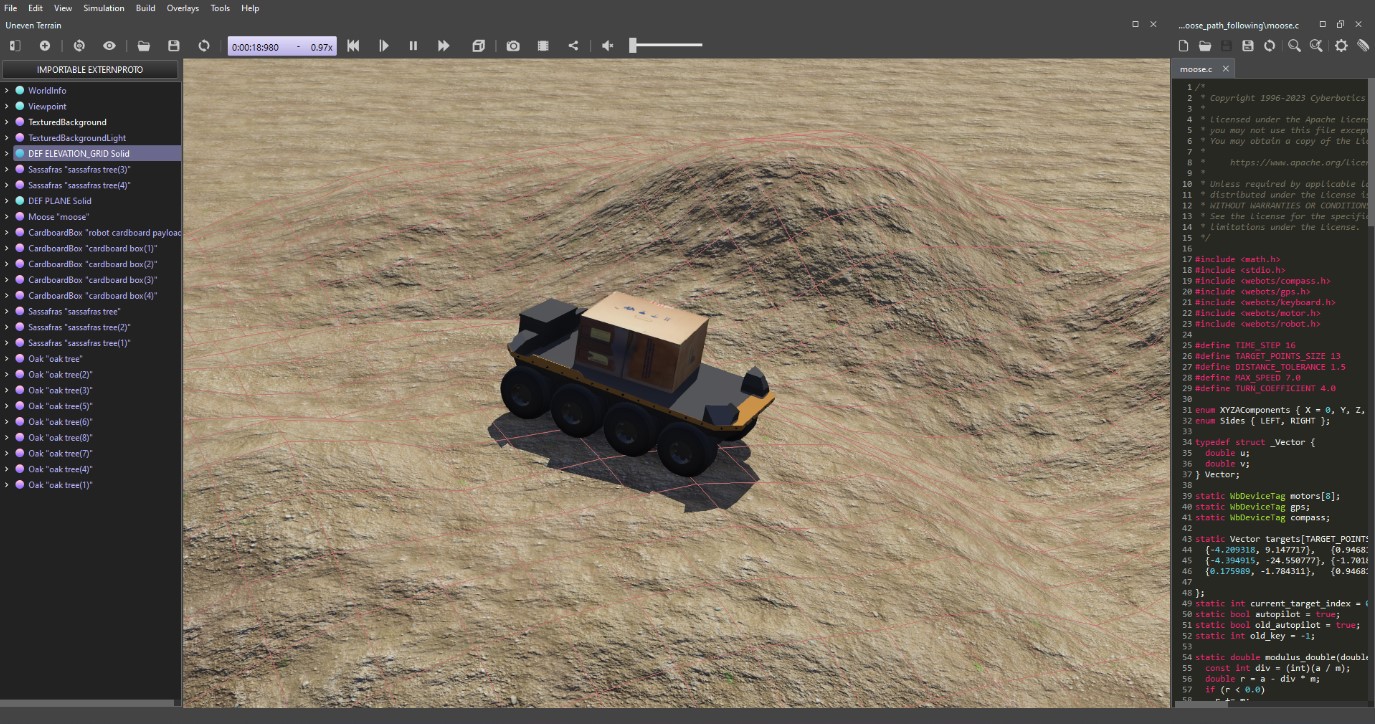 File Edit View Simulation Build Overlays Tools Help
Uneven Terrain
0:00:18:980 - 0.97x
IMPORTABLE EXTERNPROTO
WorldInfo
Viewpoint
TexturedBackground
TexturedBackgroundLight
DEF ELEVATION_GRID Solid
Sassafras "sassafras tree(3)"
Sassafras "sassafras tree(4)"
DEF PLANE Solid
Moose "moose"
CardboardBox "robot cardboard payloac
CardboardBox "cardboard box(1)"
CardboardBox "cardboard box(2)"
CardboardBox "cardboard box(3)"
CardboardBox "cardboard box(4)"
Sassafras "sassafras tree"
Sassafras "sassafras tree(2)"
Sassafras "sassafras tree(1)"
Oak "oak tree"
Oak "oak tree(2)"
Oak "oak tree(3)"
Oak "oak tree(5)"
Oak "oak tree(6)"
Oak "oak tree(8)"
Oak "oak tree(7)"
Oak "oak tree(4)"
Oak "oak tree(1)"
...oose_path_following\moose.c
moose.c
1 /*
2 * Copyright 1996-2023 Cyberbotics
3 *
4 * Licensed under the Apache Licen
5 * you may not use this file excep
6 * You may obtain a copy of the Lic
7 *
8 * https://www.apache.org/licen
9 *
10 * Unless required by applicable la
11 * distributed under the License is
12 * WITHOUT WARRANTIES OR CONDITIONS
13 * See the License for the specific
14 * limitations under the License.
15 */
16
17 #include <math.h>
18 #include <stdio.h>
19 #include <webots/compass.h>
20 #include <webots/gps.h>
21 #include <webots/keyboard.h>
22 #include <webots/motor.h>
23 #include <webots/robot.h>
24
25 #define TIME_STEP 16
26 #define TARGET_POINTS_SIZE 13
27 #define DISTANCE_TOLERANCE 1.5
28 #define MAX_SPEED 7.0
29 #define TURN_COEFFICIENT 4.0
30
31 enum XYZAComponents { X = 0, Y, Z,
32 enum Sides { LEFT, RIGHT };
33
34 typedef struct _Vector {
35 double u;
36 double v;
37 } Vector;
38
39 static WbDeviceTag motors[8];
40 static WbDeviceTag gps;
41 static WbDeviceTag compass;
42
43 static Vector targets[TARGET_POINTS
44 {-4.209318, 9.147717}, {0.9468
45 {-4.394915, -24.550777}, {-1.701
46 {0.175989, -1.784311}, {0.9468
47
48 };
49 static int current_target_index = 0
50 static bool autopilot = true;
51 static bool old_autopilot = true;
52 static int old_key = -1;
53
54 static double modulus_double(double
55 const int div = (int)(a / m);
56 double r = a - div * m;
57 if (r < 0.0)